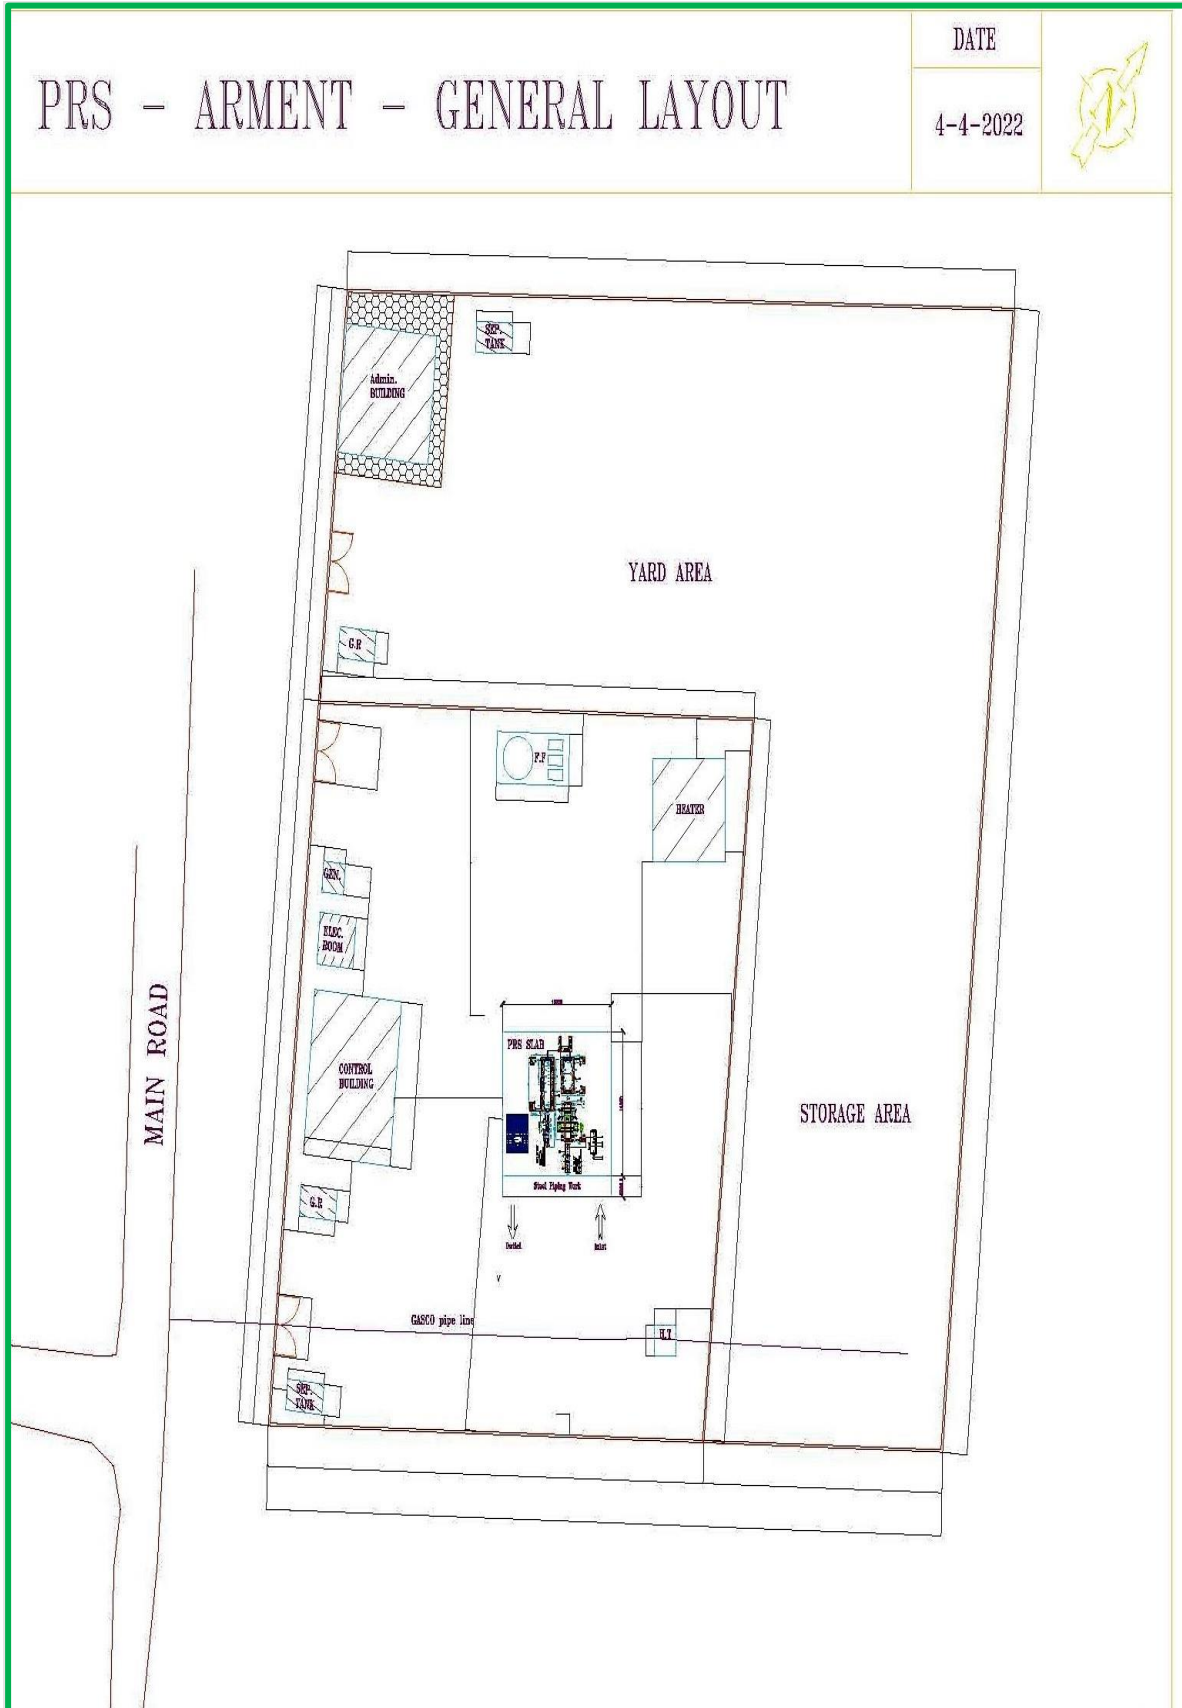 PRS - ARMENT - GENERAL LAYOUT
DATE
4-4-2022
SEP.
TANK
Admin.
BUILDING
YARD AREA
G.R
F.F
HEATER
GEN.
ELEC.
ROOM
MAIN ROAD
PRS SLAB
CONTROL
BUILDING
STORAGE AREA
Steel Piping Work
G.R
Outlet
Inlet
V
GASCO pipe line
H.T
SEP.
TANK